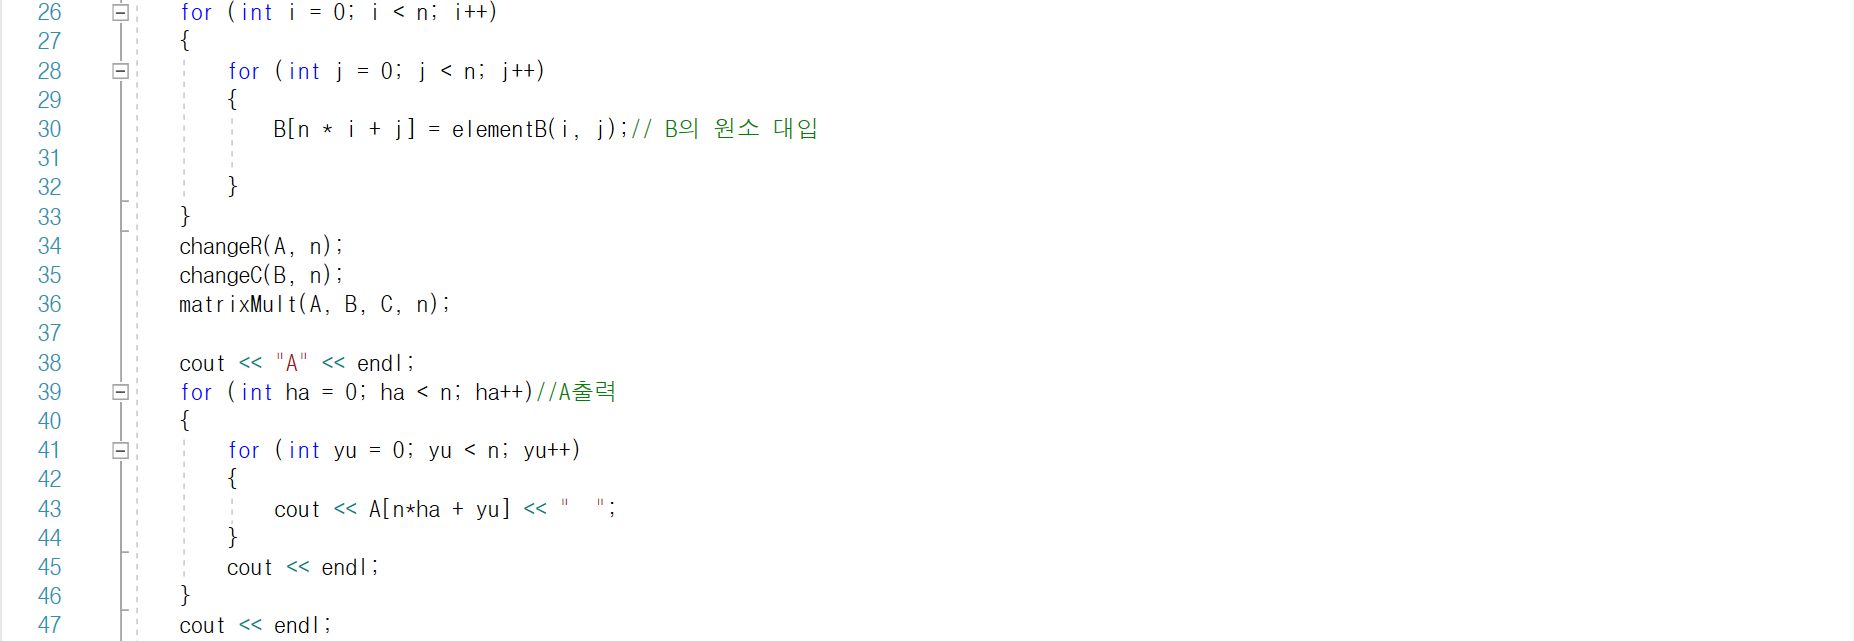 26 for (int i = 0; i < n; i++)
27 {
28 for (int j = 0; j < n; j++)
29 {
30 B[n * i + j] = elementB(i, j);// B의 원소 대입
31
32 }
33 }
34 changeR(A, n);
35 changeC(B, n);
36 matrixMult(A, B, C, n);
37
38 cout << "A" << endl;
39 for (int ha = 0; ha < n; ha++)//A출력
40 {
41 for (int yu = 0; yu < n; yu++)
42 {
43 cout << A[n*ha + yu] << "  ";
44 }
45 cout << endl;
46 }
47 cout << endl;